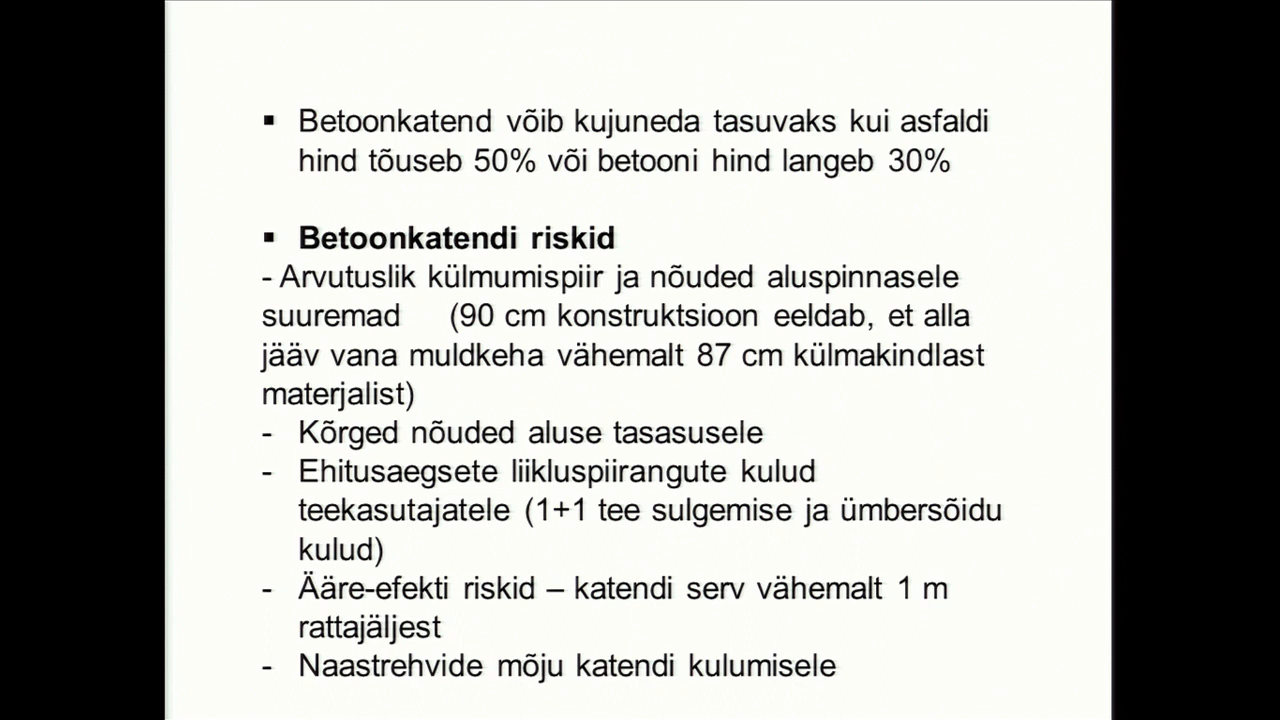 ▪ Betoonkatend võib kujuneda tasuvaks kui asfaldi
hind tõuseb 50% või betooni hind langeb 30%
▪ Betoonkatendi riskid
- Arvutuslik külmumispiir ja nõuded aluspinnasele
suuremad (90 cm konstruktsioon eeldab, et alla
jääv vana muldkeha vähemalt 87 cm külmakindlast
materjalist)
- Kõrged nõuded aluse tasasusele
- Ehitusaegsete liikluspiirangute kulud
teekasutajatele (1+1 tee sulgemise ja ümbersõidu
kulud)
- Ääre-efekti riskid – katendi serv vähemalt 1 m
rattajäljest
- Naastrehvide mõju katendi kulumisele